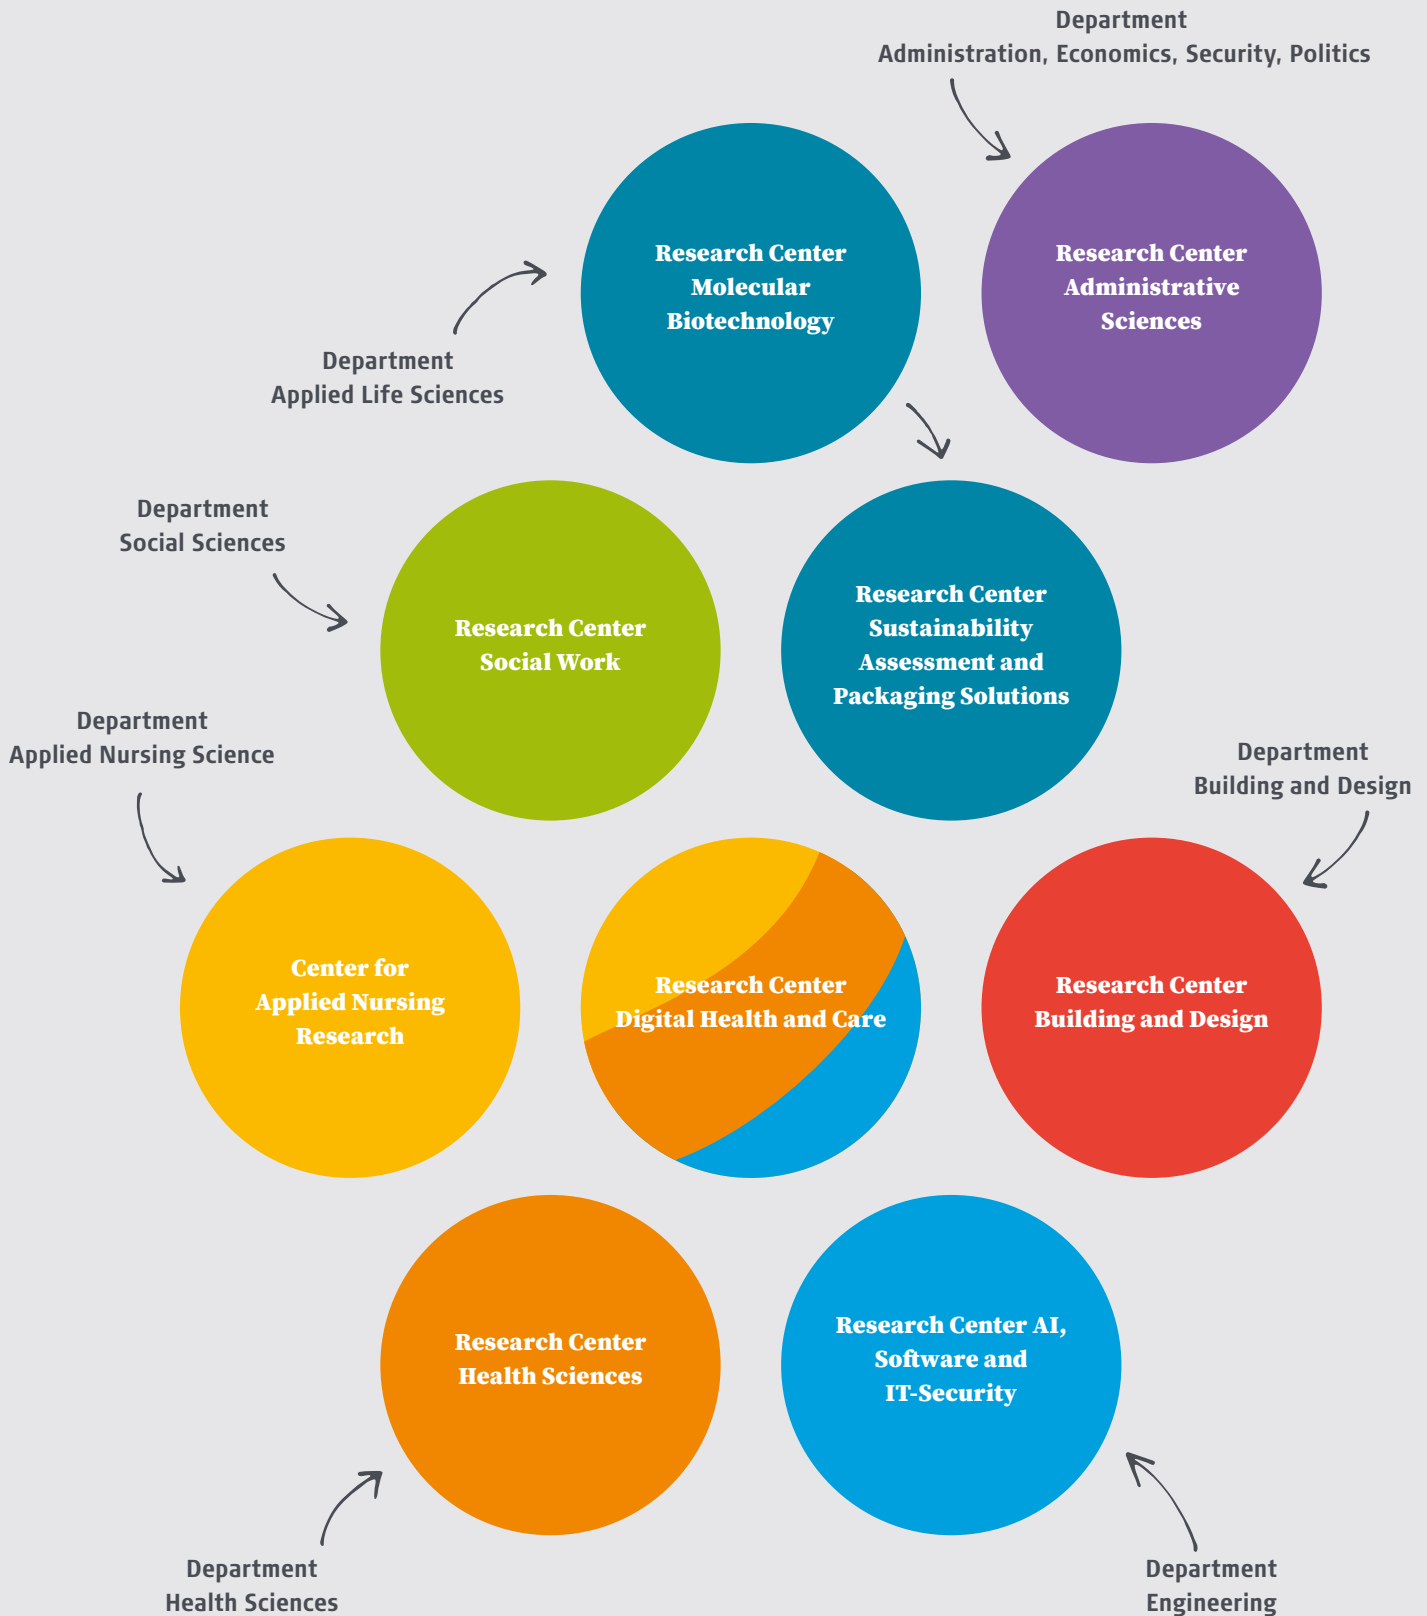 Department
Administration, Economics, Security, Politics
Research Center
Molecular
Biotechnology
Research Center
Administrative
Sciences
Department
Applied Life Sciences
Department
Social Sciences
Research Center
Social Work
Research Center
Sustainability
Assessment and
Packaging Solutions
Department
Applied Nursing Science
Department
Building and Design
Center for
Applied Nursing
Research
Research Center
Digital Health and Care
Research Center
Building and Design
Research Center
Health Sciences
Research Center AI,
Software and
IT-Security
Department
Health Sciences
Department
Engineering